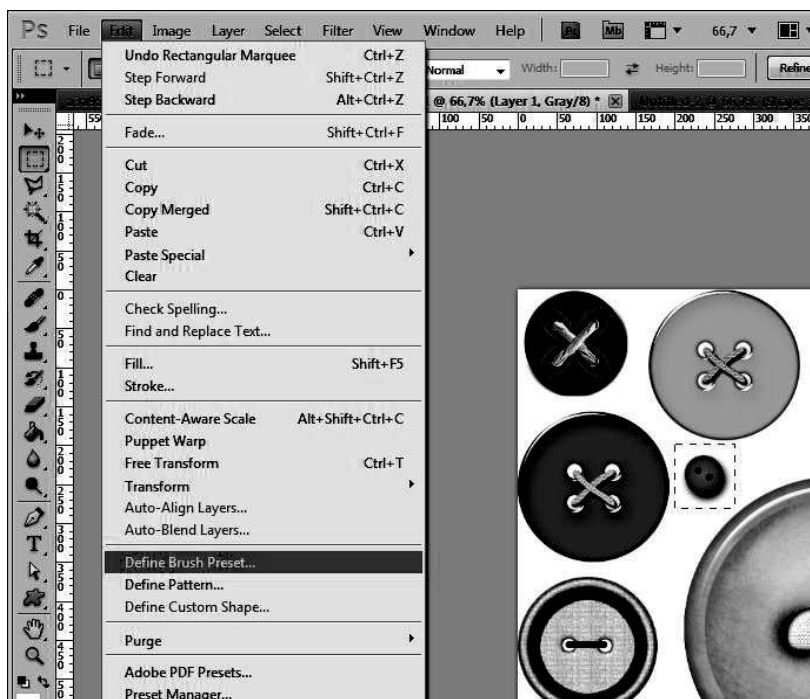 Ps File Edit Image Layer Select Filter View Window Help Br Mb 66,7
Normal Width: Height: Refine
@ 66,7% (Layer 1, Gray/8) *
100 50 0 50 100 150 200 250 300 350
Undo Rectangular Marquee Ctrl+Z
Step Forward Shift+Ctrl+Z
Step Backward Alt+Ctrl+Z
Fade... Shift+Ctrl+F
Cut Ctrl+X
Copy Ctrl+C
Copy Merged Shift+Ctrl+C
Paste Ctrl+V
Paste Special
Clear
Check Spelling...
Find and Replace Text...
Fill... Shift+F5
Stroke...
Content-Aware Scale Alt+Shift+Ctrl+C
Puppet Warp
Free Transform Ctrl+T
Transform
Auto-Align Layers...
Auto-Blend Layers...
Define Brush Preset...
Define Pattern...
Define Custom Shape...
Purge
Adobe PDF Presets...
Preset Manager...